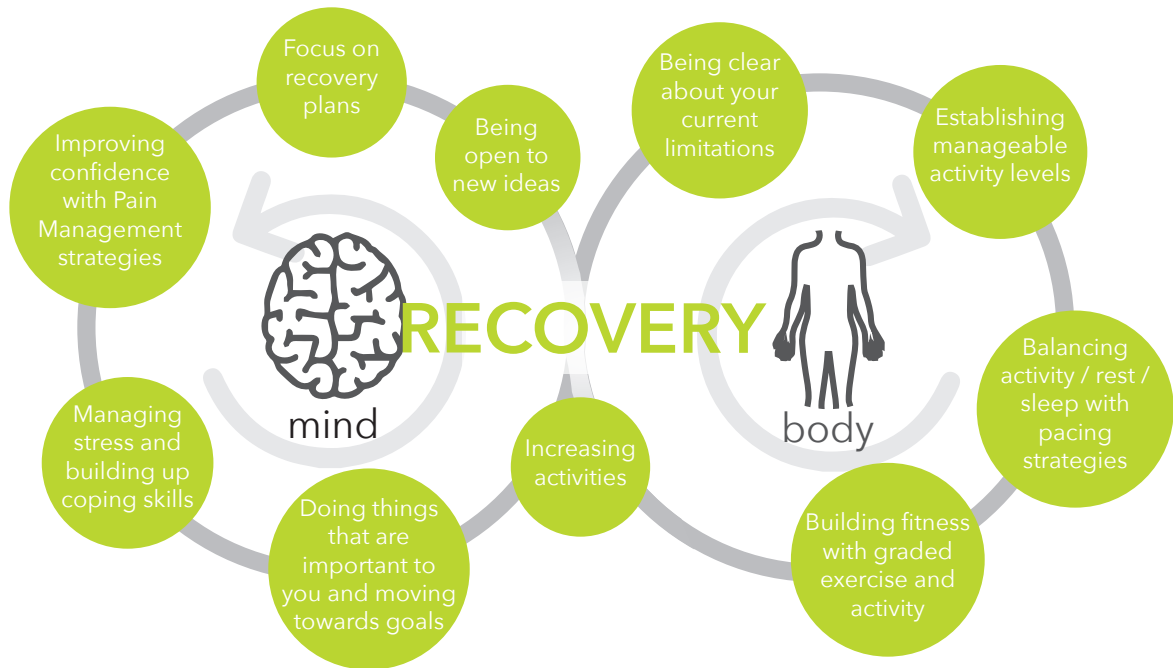 Focus on
recovery
plans
Being
open to
new ideas
Improving
confidence
with Pain
Management
strategies
Managing
stress and
building up
coping skills
Doing things
that are
important to
you and moving
towards goals
Increasing
activities
mind
RECOVERY
body
Being clear
about your
current
limitations
Establishing
manageable
activity levels
Balancing
activity / rest /
sleep with
pacing
strategies
Building fitness
with graded
exercise and
activity